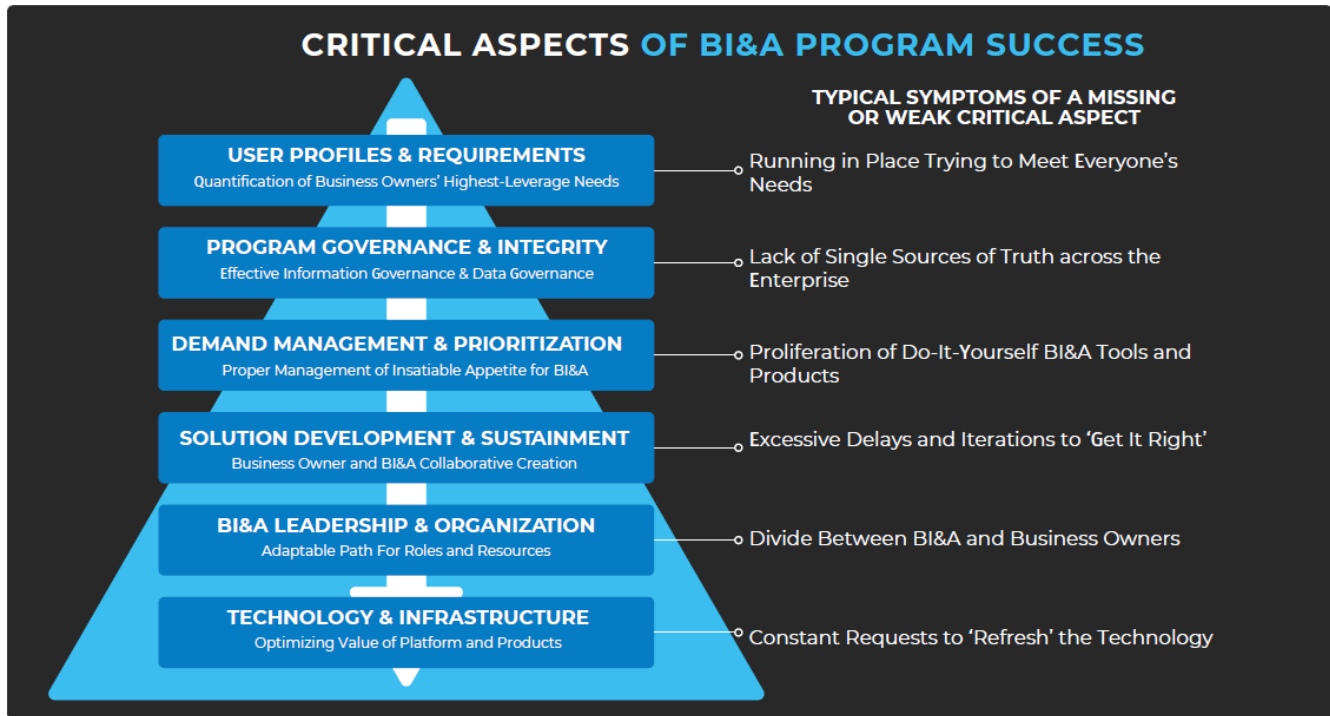 CRITICAL ASPECTS OF BI&A PROGRAM SUCCESS
TYPICAL SYMPTOMS OF A MISSING
OR WEAK CRITICAL ASPECT
USER PROFILES & REQUIREMENTS
Quantification of Business Owners' Highest-Leverage Needs
Running in Place Trying to Meet Everyone's
Needs
PROGRAM GOVERNANCE & INTEGRITY
Effective Information Governance & Data Governance
Lack of Single Sources of Truth across the
Enterprise
DEMAND MANAGEMENT & PRIORITIZATION
Proper Management of Insatiable Appetite for BI&A
Proliferation of Do-It-Yourself BI&A Tools and
Products
SOLUTION DEVELOPMENT & SUSTAINMENT
Business Owner and BI&A Collaborative Creation
Excessive Delays and Iterations to ‘Get It Right’
BI&A LEADERSHIP & ORGANIZATION
Adaptable Path For Roles and Resources
Divide Between BI&A and Business Owners
TECHNOLOGY & INFRASTRUCTURE
Optimizing Value of Platform and Products
Constant Requests to ‘Refresh’ the Technology